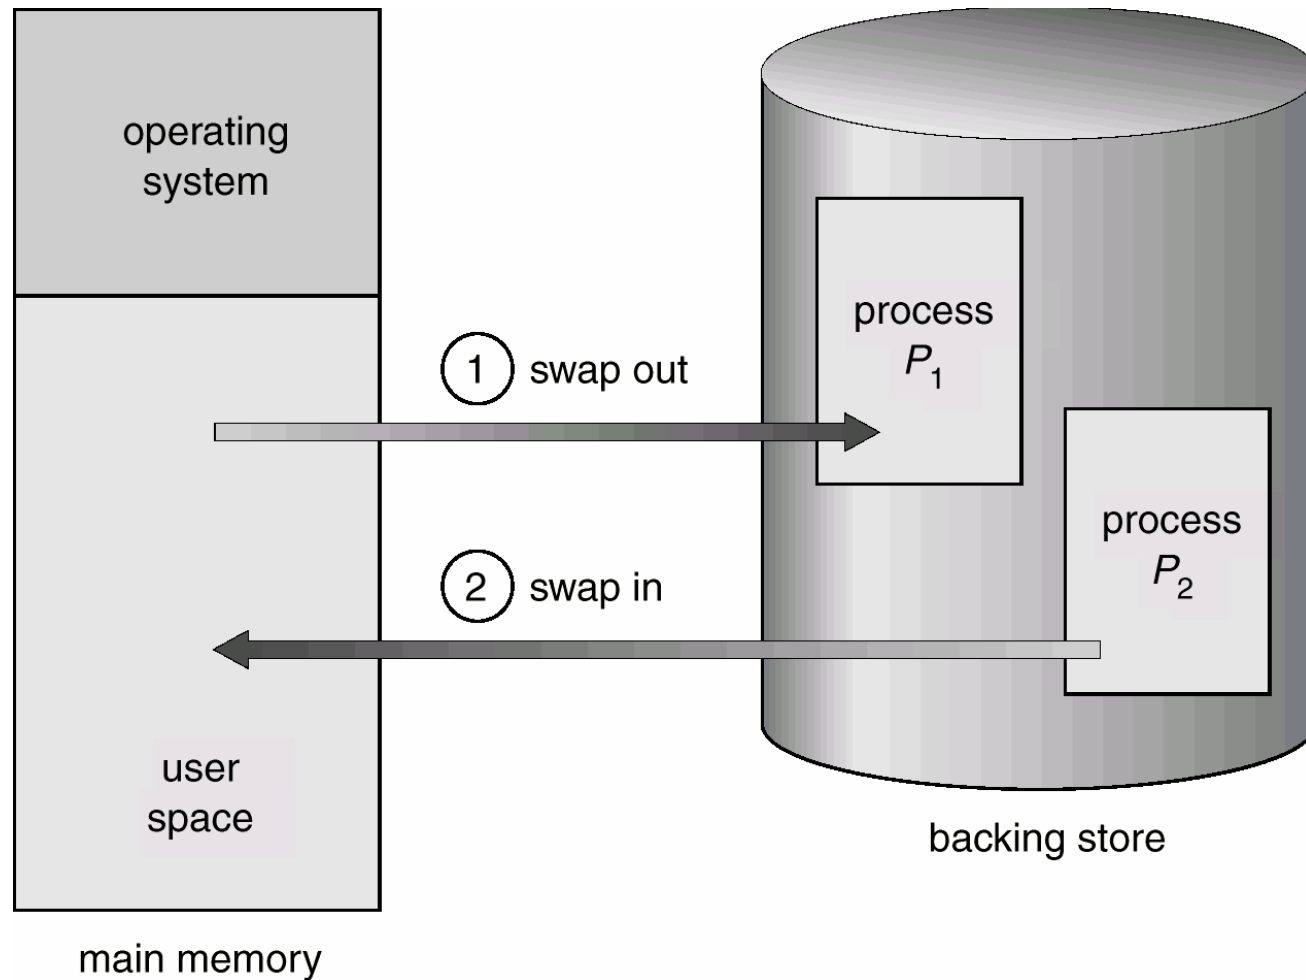 operating
system
1 swap out
process
P1
process
P2
2 swap in
user
space
backing store
main memory